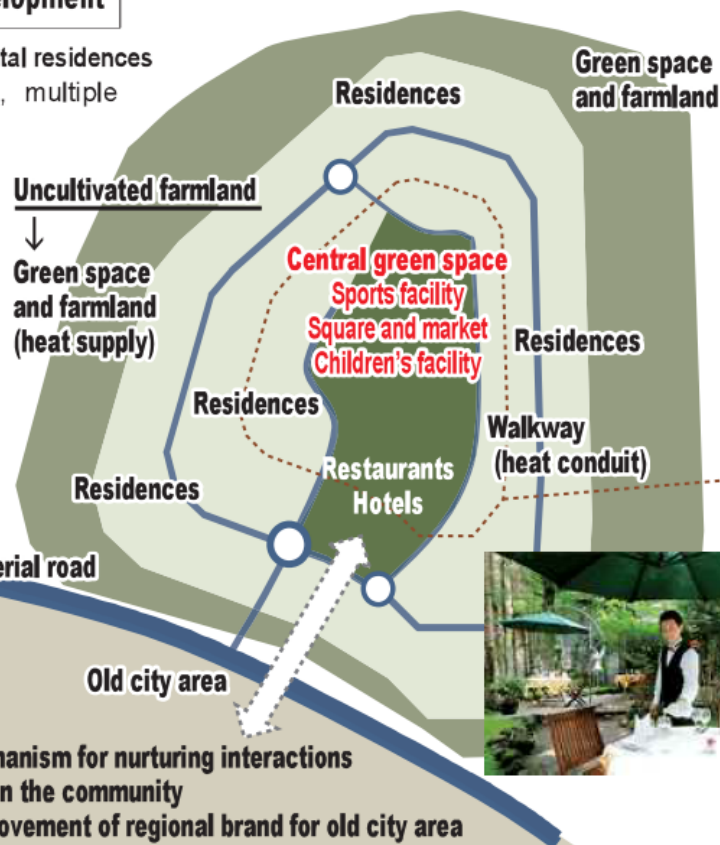 tal residences
, multiple
Residences
Green space
and farmland
Uncultivated farmland
↓
Green space
and farmland
(heat supply)
Central green space
Sports facility
Square and market
Children's facility
Residences
Residences
Walkway
(heat conduit)
Restaurants
Hotels
Residences
erial road
Old city area
nanism for nurturing interactions
n the community
ovement of regional brand for old city area